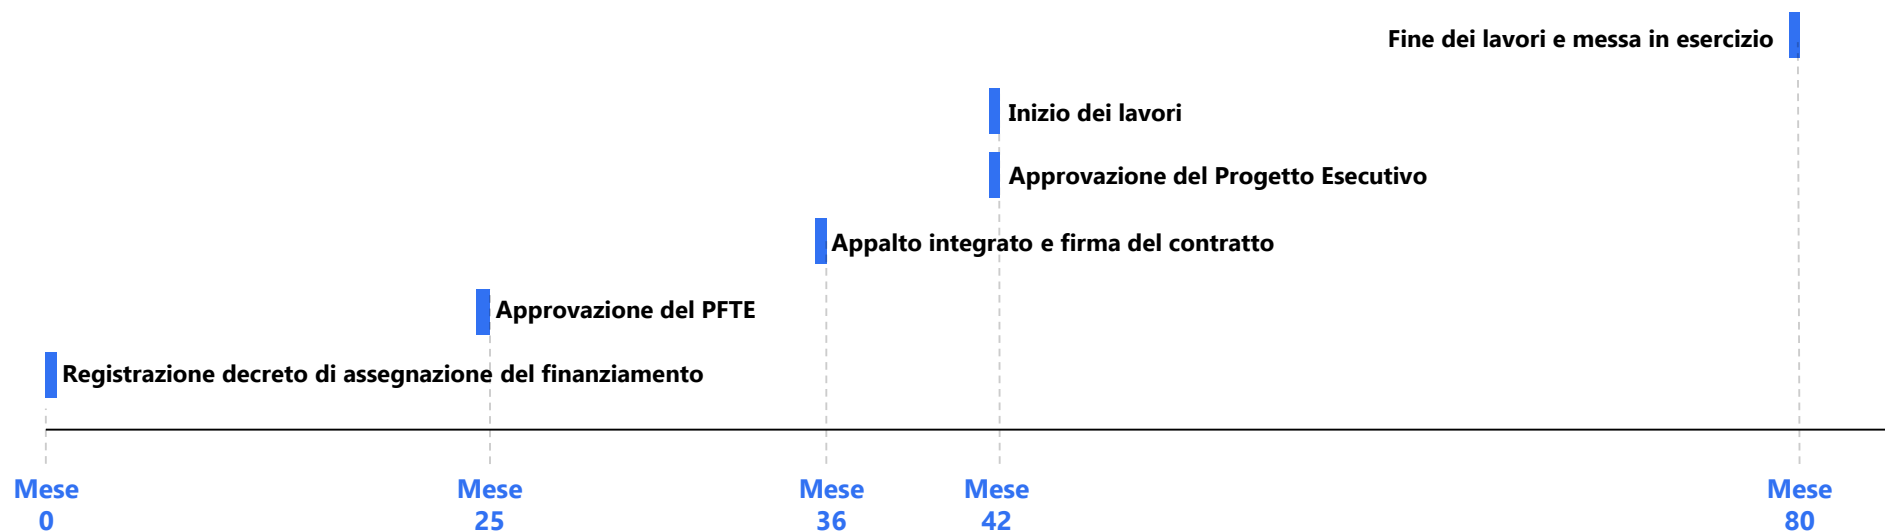 Fine dei lavori e messa in esercizio
Inizio dei lavori
Approvazione del Progetto Esecutivo
Appalto integrato e firma del contratto
Approvazione del PFTE
Registrazione decreto di assegnazione del finanziamento
Mese
0
Mese
25
Mese
36
Mese
42
Mese
80